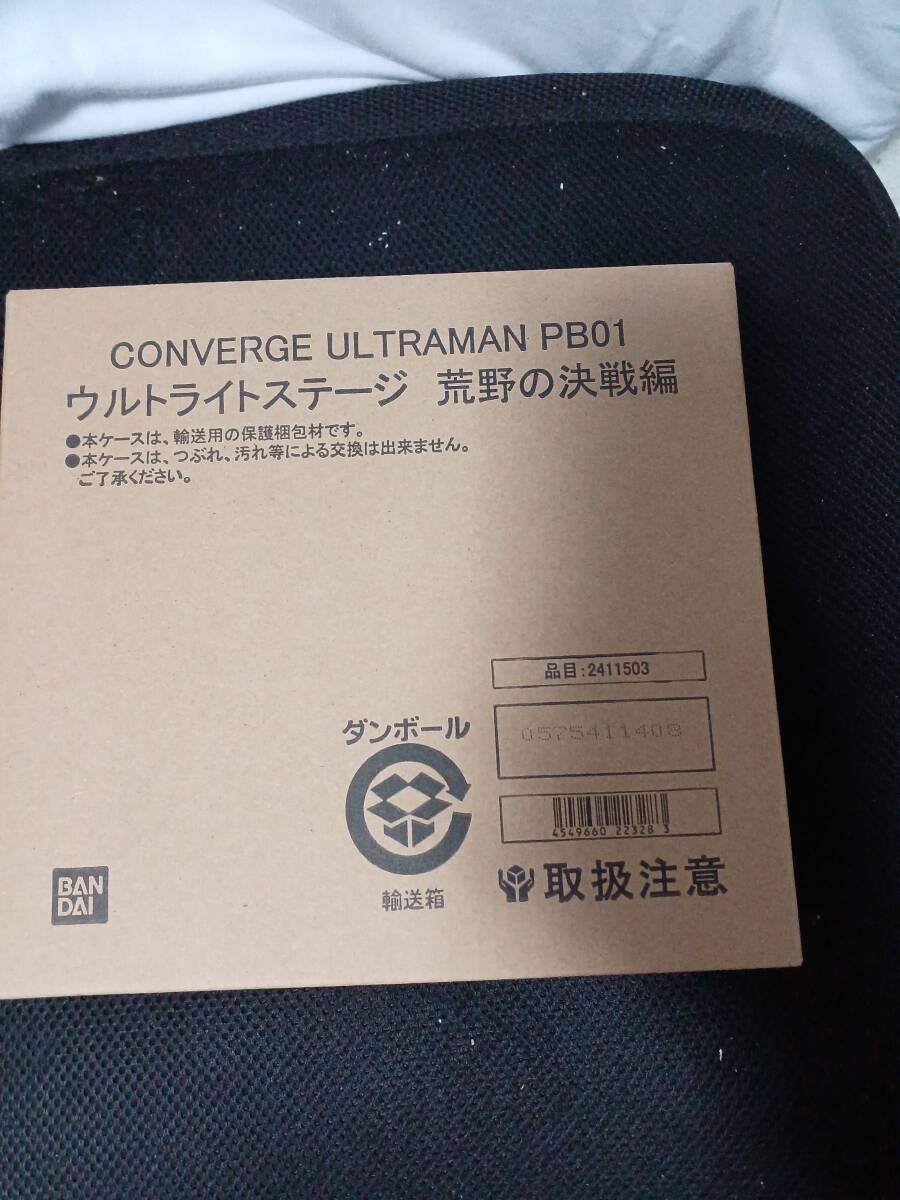 CONVERGE ULTRAMAN PB01
ウルトライトステージ 荒野の決戦編
●本ケースは、輸送用の保護梱包材です。
●本ケースは、つぶれ、汚れ等による交換は出来ません。
ご了承ください。
品目:2411503
0575411408
4549660 22328 3
ダンボール
輸送箱
取扱注意
BAN
DAI